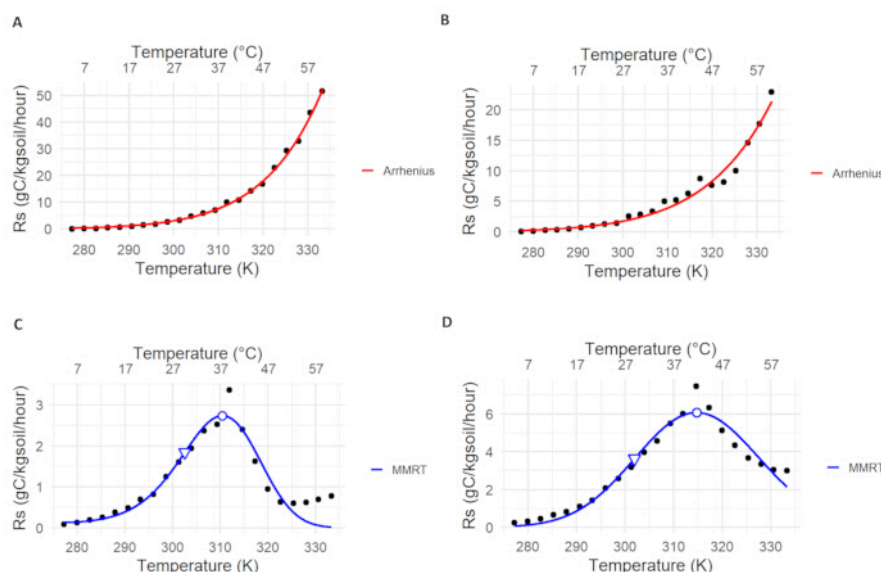 A
Temperature (°C)
7 17 27 37 47 57
Rs (gC/kgsoil/hour)
50
40
30
20
10
0
280 290 300 310 320 330
Temperature (K)
Arrhenius
B
Temperature (°C)
7 17 27 37 47 57
Rs (gC/kgsoil/hour)
20
15
10
5
0
280 290 300 310 320 330
Temperature (K)
Arrhenius
C
Temperature (°C)
7 17 27 37 47 57
Rs (gC/kgsoil/hour)
3
2
1
0
280 290 300 310 320 330
Temperature (K)
MMRT
D
Temperature (°C)
7 17 27 37 47 57
Rs (gC/kgsoil/hour)
6
4
2
0
280 290 300 310 320 330
Temperature (K)
MMRT